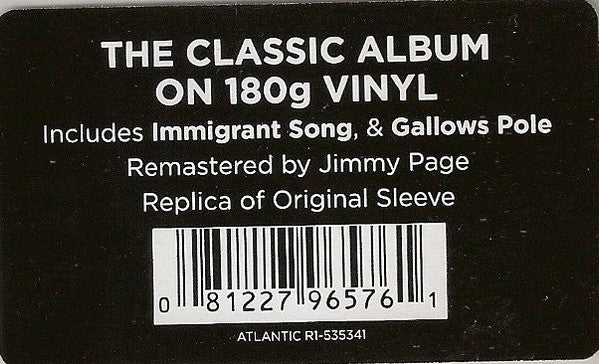 THE CLASSIC ALBUM
ON 180g VINYL
Includes Immigrant Song, & Gallows Pole
Remastered by Jimmy Page
Replica of Original Sleeve
0 81227 96576 1
ATLANTIC R1-535341